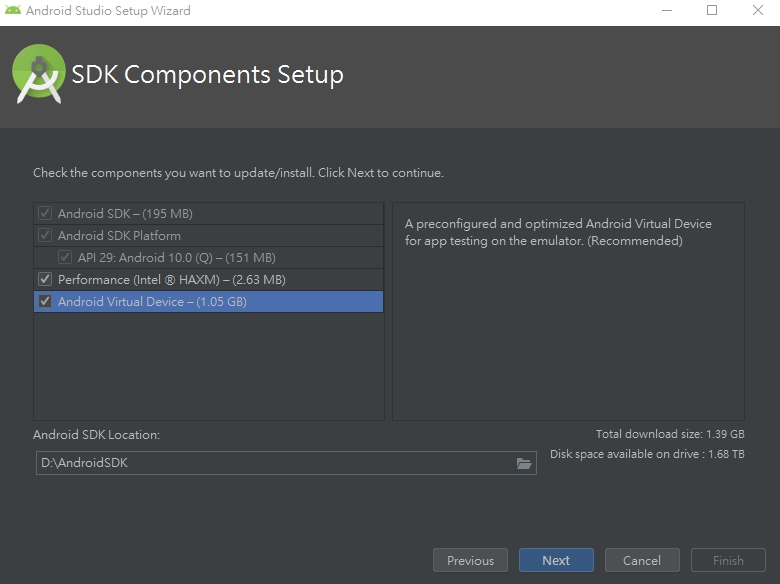 Android Studio Setup Wizard
SDK Components Setup
Check the components you want to update/install. Click Next to continue.
Android SDK – (195 MB)
Android SDK Platform
API 29: Android 10.0 (Q) – (151 MB)
Performance (Intel ® HAXM) – (2.63 MB)
Android Virtual Device – (1.05 GB)
A preconfigured and optimized Android Virtual Device
for app testing on the emulator. (Recommended)
Android SDK Location:
D:\AndroidSDK
Total download size: 1.39 GB
Disk space available on drive : 1.68 TB
Previous
Next
Cancel
Finish